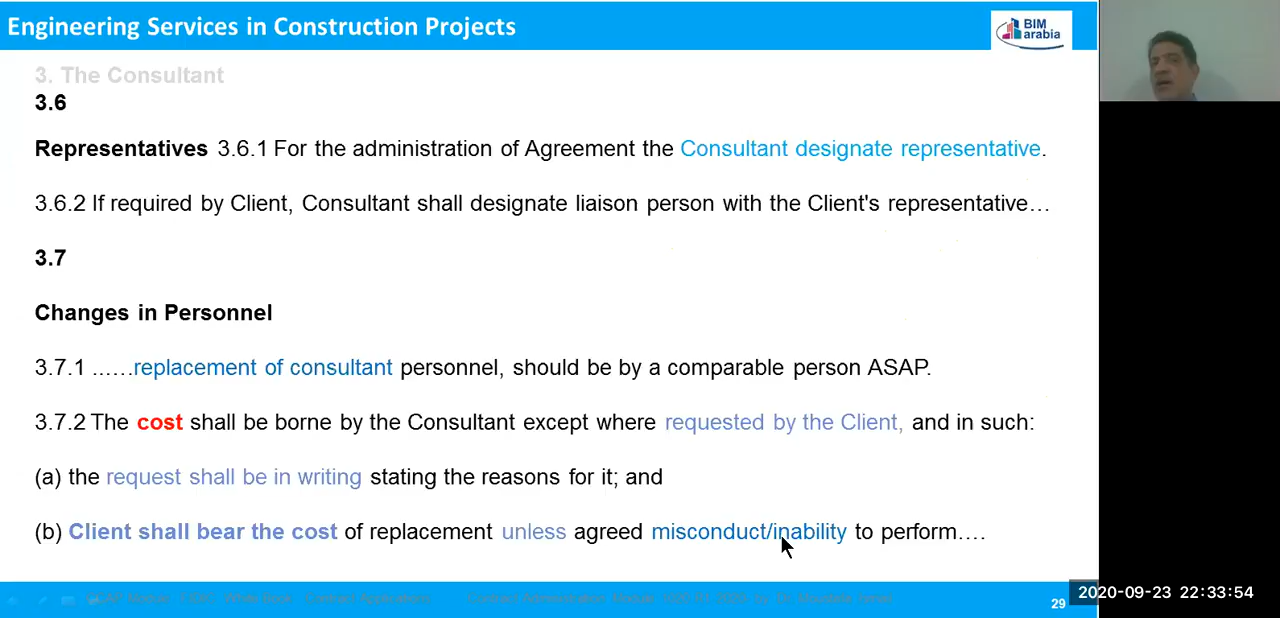 Engineering Services in Construction Projects
BIM
arabia
3. The Consultant
3.6
Representatives 3.6.1 For the administration of Agreement the Consultant designate representative.
3.6.2 If required by Client, Consultant shall designate liaison person with the Client's representative…
3.7
Changes in Personnel
3.7.1 ……replacement of consultant personnel, should be by a comparable person ASAP.
3.7.2 The cost shall be borne by the Consultant except where requested by the Client, and in such:
(a) the request shall be in writing stating the reasons for it; and
(b) Client shall bear the cost of replacement unless agreed misconduct/inability to perform….
29
2020-09-23 22:33:54